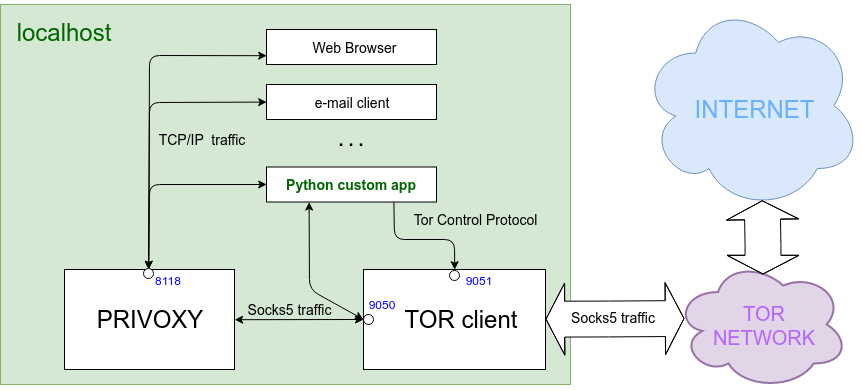 localhost
Web Browser
e-mail client
TCP/IP traffic
...
Python custom app
Tor Control Protocol
8118
9051
PRIVOXY
Socks5 traffic
9050
TOR client
Socks5 traffic
INTERNET
TOR
NETWORK